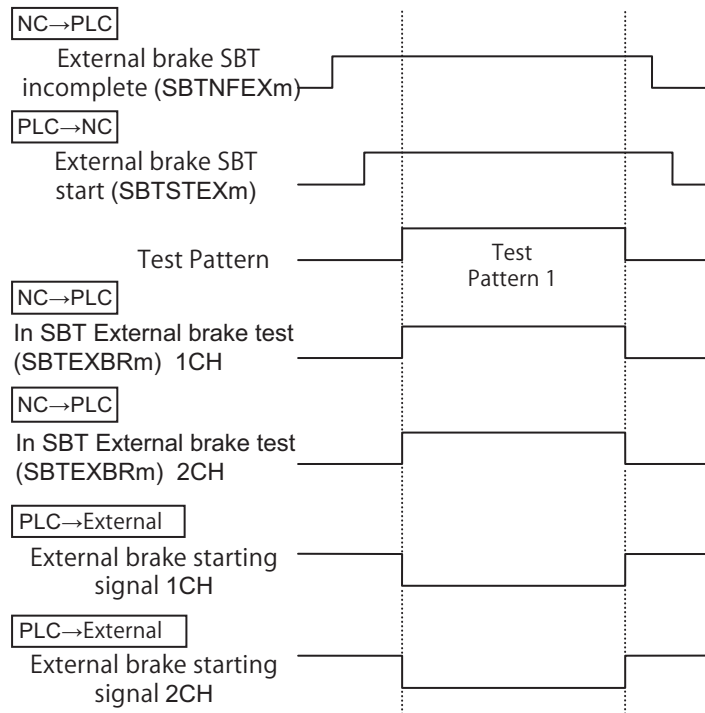 NC→PLC
External brake SBT
incomplete (SBTNFEXm)
PLC→NC
External brake SBT
start (SBTSTEXm)
Test Pattern
Test
Pattern 1
NC→PLC
In SBT External brake test
(SBTEXBRm) 1CH
NC→PLC
In SBT External brake test
(SBTEXBRm) 2CH
PLC→External
External brake starting
signal 1CH
PLC→External
External brake starting
signal 2CH